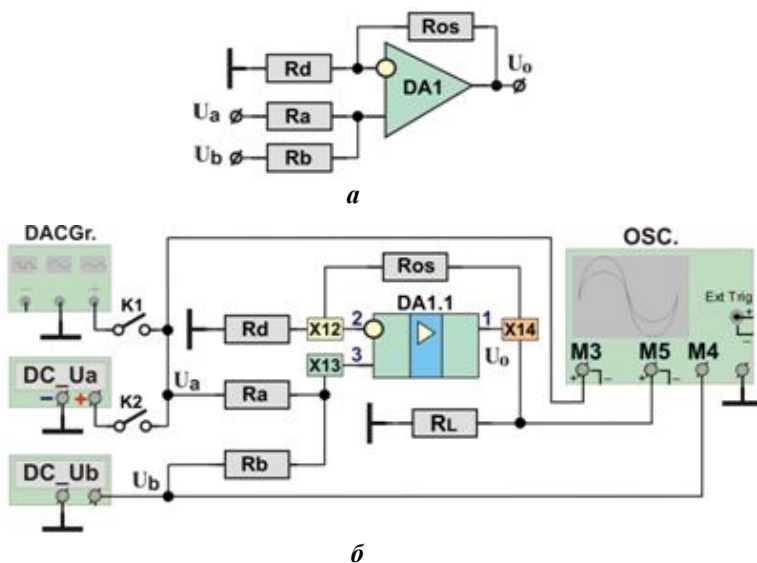 Ros
Rd
DA1
Uo
Ua
Ra
Ub
Rb
а
DACGr.
OSC.
Ros
K1
Rd
X12
2
DA1.1
1
X14
Ext Trig
+
−
X13
3
Uo
M3
M5
M4
+
−
+
−
DC_Ua
− +
K2
Ua
Ra
RL
DC_Ub
Ub
Rb
б